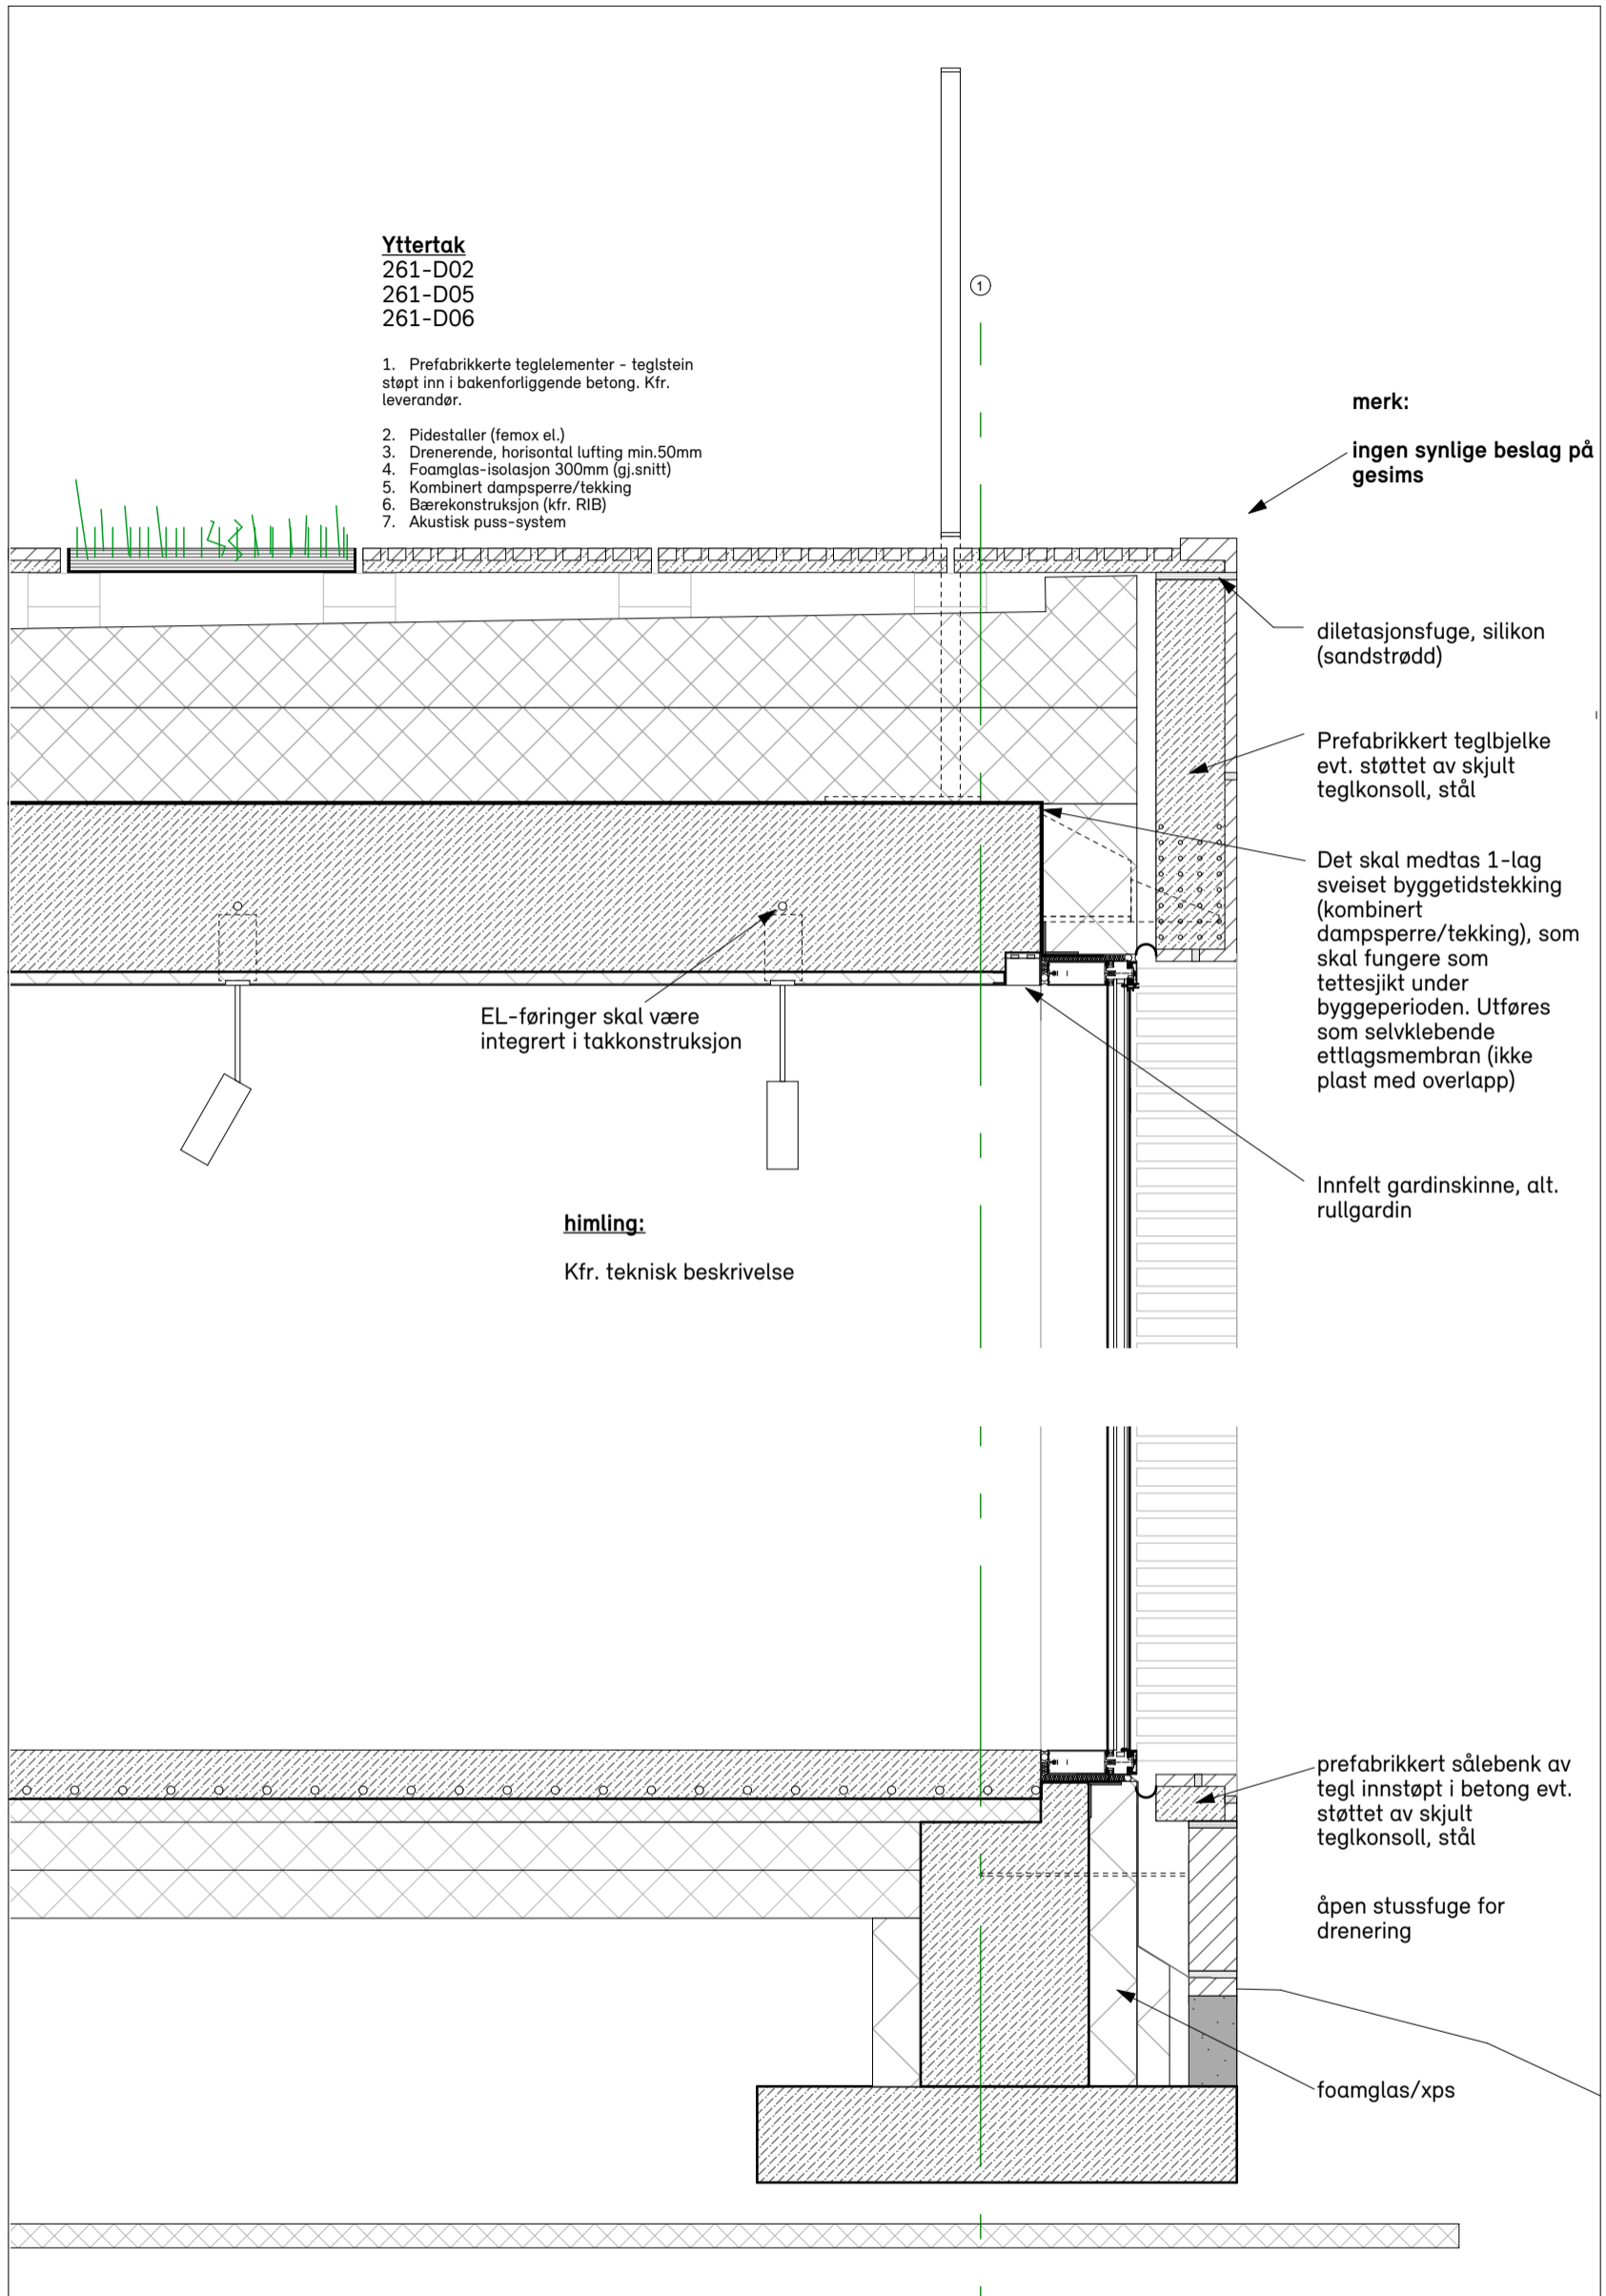 Yttertak
261-D02
261-D05
261-D06
1. Prefabrikkerte teglelementer - teglstein
støpt inn i bakenforliggende betong. Kfr.
leverandør.
2. Pidestaller (femox el.)
3. Drenerende, horisontal lufting min.50mm
4. Foamglas-isolasjon 300mm (gj.snitt)
5. Kombinert dampsperre/tekking
6. Bærekonstruksjon (kfr. RIB)
7. Akustisk puss-system
1
merk:
ingen synlige beslag på
gesims
diletasjonsfuge, silikon
(sandstrødd)
Prefabrikkert teglbjelke
evt. støttet av skjult
teglkonsoll, stål
Det skal medtas 1-lag
sveiset byggetidstekking
(kombinert
dampsperre/tekking), som
skal fungere som
tettesjikt under
byggeperioden. Utføres
som selvklebende
ettlagsmembran (ikke
plast med overlapp)
EL-føringer skal være
integrert i takkonstruksjon
Innfelt gardinskinne, alt.
rullgardin
himling:
Kfr. teknisk beskrivelse
prefabrikkert sålebenk av
tegl innstøpt i betong evt.
støttet av skjult
teglkonsoll, stål
åpen stussfuge for
drenering
foamglas/xps